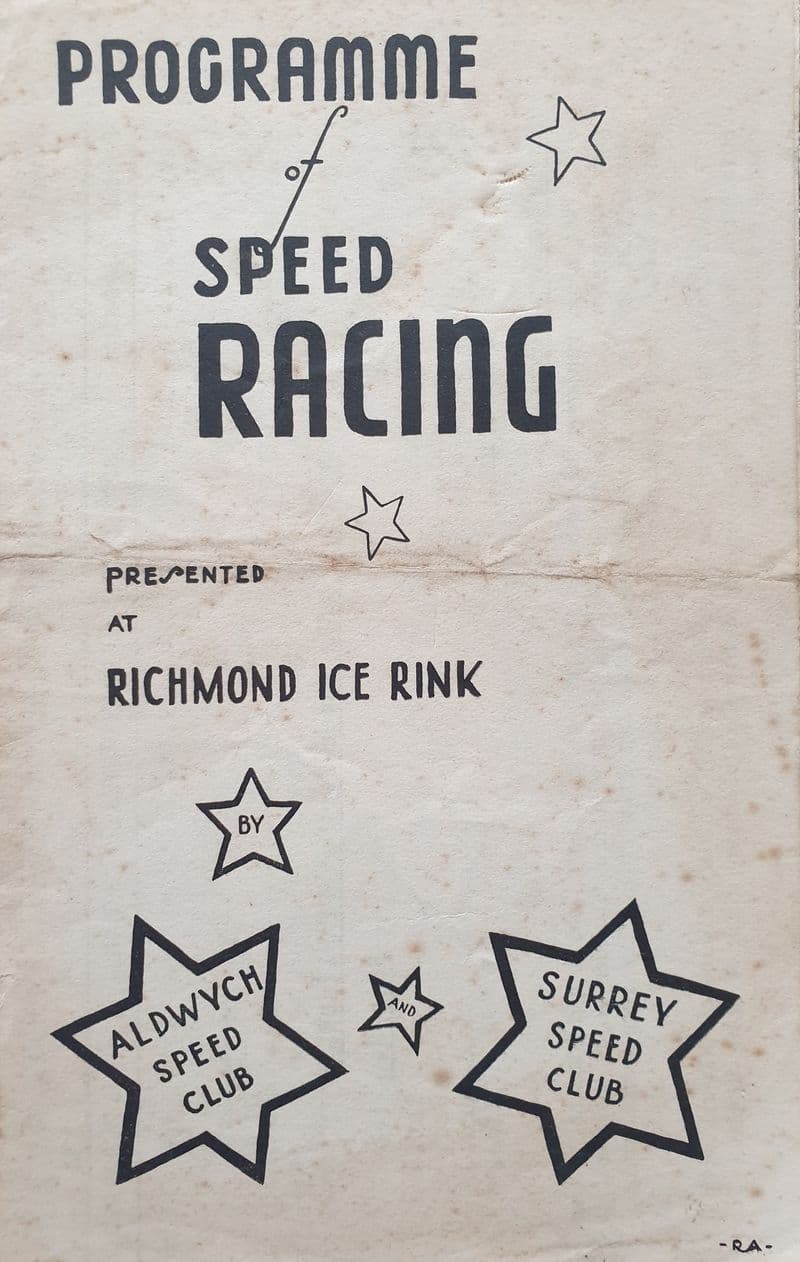 PROGRAMME
of
SPEED
RACING
PRESENTED
AT
RICHMOND ICE RINK
BY
ALDWYCH
SPEED
CLUB
AND
SURREY
SPEED
CLUB
-RA-